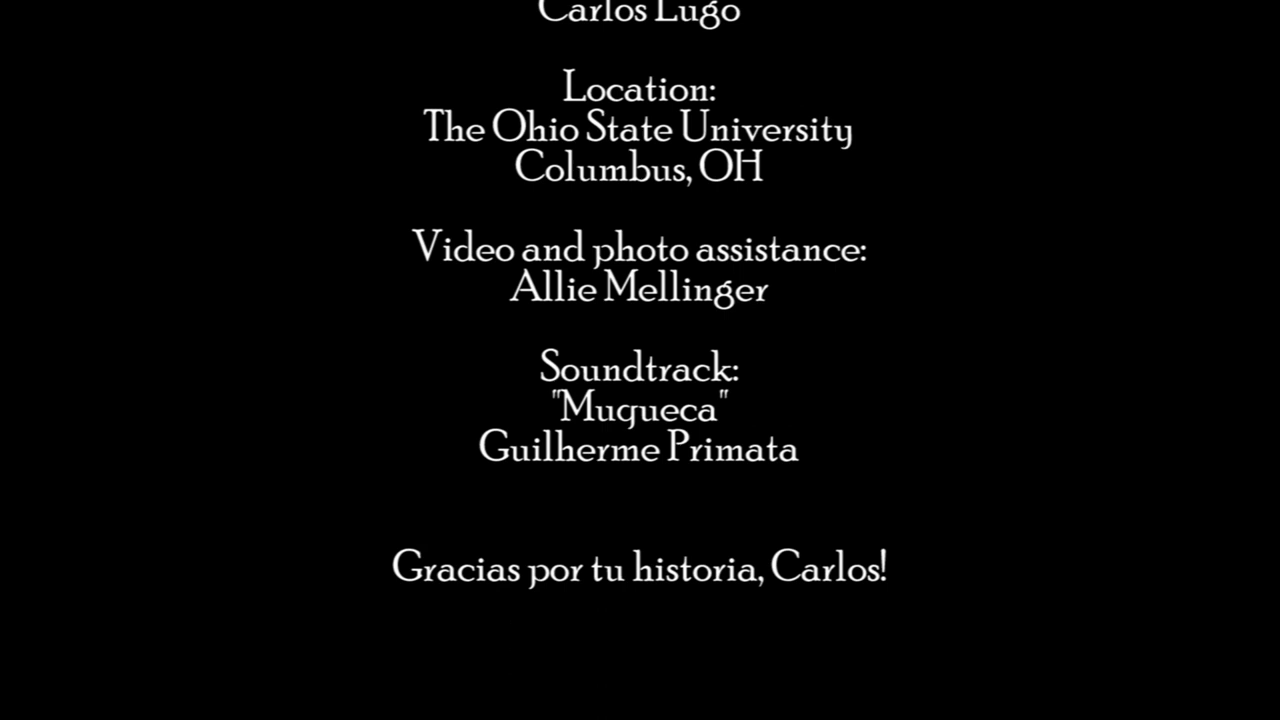 Carlos Lugo
Location:
The Ohio State University
Columbus, OH
Video and photo assistance:
Allie Mellinger
Soundtrack:
"Muqueca"
Guilherme Primata
Gracias por tu historia, Carlos!